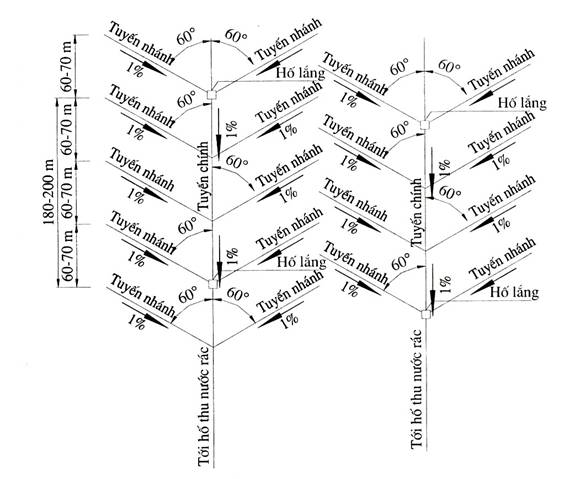 60-70 m
60-70 m
60-70 m
60-70 m
180-200 m
Tuyến nhánh
1%
60°
Tuyến nhánh
1%
Hố lắng
Tuyến nhánh
1%
60°
1%
Tuyến nhánh
1%
Tuyến chính
Tuyến nhánh
1%
60°
Tuyến nhánh
1%
Tuyến nhánh
1%
60°
1%
Tuyến nhánh
Hố lắng
Tuyến nhánh
1%
60°
60°
Tuyến nhánh
1%
Tới hố thu nước rác
Tuyến nhánh
1%
60°
60°
Tuyến nhánh
1%
Hố lắng
Tuyến nhánh
1%
60°
1%
Tuyến nhánh
1%
Tuyến chính
Tuyến nhánh
1%
60°
Tuyến nhánh
1%
Tuyến nhánh
1%
60°
1%
Tuyến nhánh
1%
Hố lắng
Tới hố thu nước rác